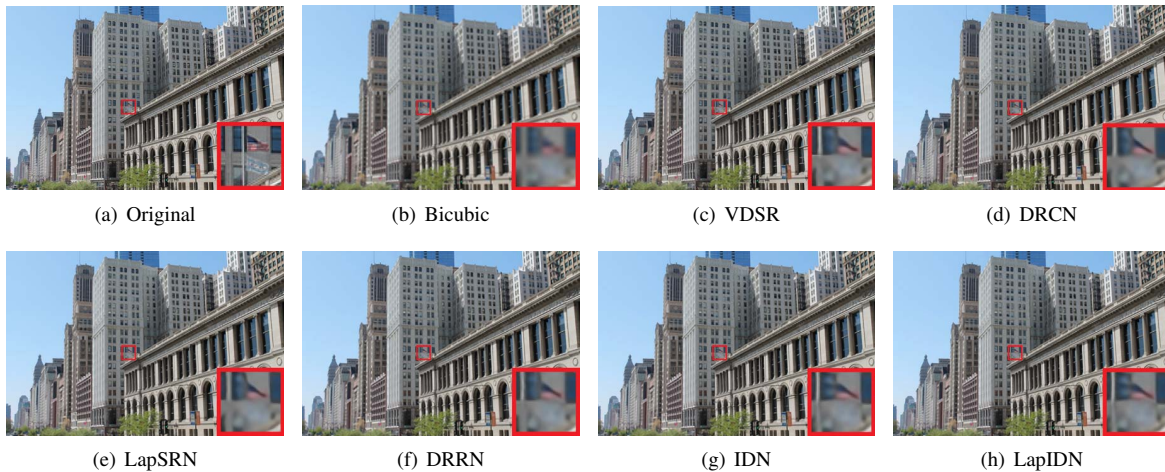 (a) Original
(b) Bicubic
(c) VDSR
(d) DRCN
(e) LapSRN
(f) DRRN
(g) IDN
(h) LapIDN